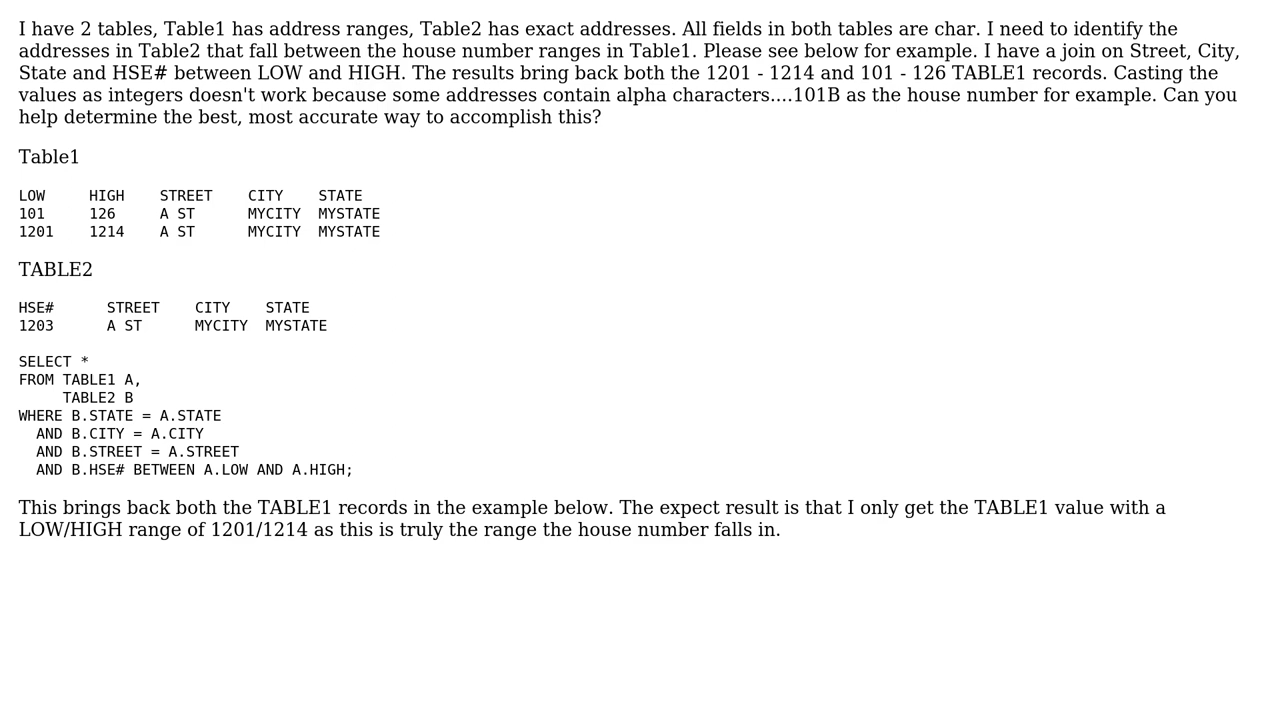 I have 2 tables, Table1 has address ranges, Table2 has exact addresses. All fields in both tables are char. I need to identify the
addresses in Table2 that fall between the house number ranges in Table1. Please see below for example. I have a join on Street, City,
State and HSE# between LOW and HIGH. The results bring back both the 1201 - 1214 and 101 - 126 TABLE1 records. Casting the
values as integers doesn't work because some addresses contain alpha characters....101B as the house number for example. Can you
help determine the best, most accurate way to accomplish this?
Table1
LOW     HIGH    STREET    CITY    STATE
101     126     A ST      MYCITY  MYSTATE
1201    1214    A ST      MYCITY  MYSTATE
TABLE2
HSE#      STREET    CITY    STATE
1203      A ST      MYCITY  MYSTATE
SELECT *
FROM TABLE1 A,
     TABLE2 B
WHERE B.STATE = A.STATE
  AND B.CITY = A.CITY
  AND B.STREET = A.STREET
  AND B.HSE# BETWEEN A.LOW AND A.HIGH;
This brings back both the TABLE1 records in the example below. The expect result is that I only get the TABLE1 value with a
LOW/HIGH range of 1201/1214 as this is truly the range the house number falls in.